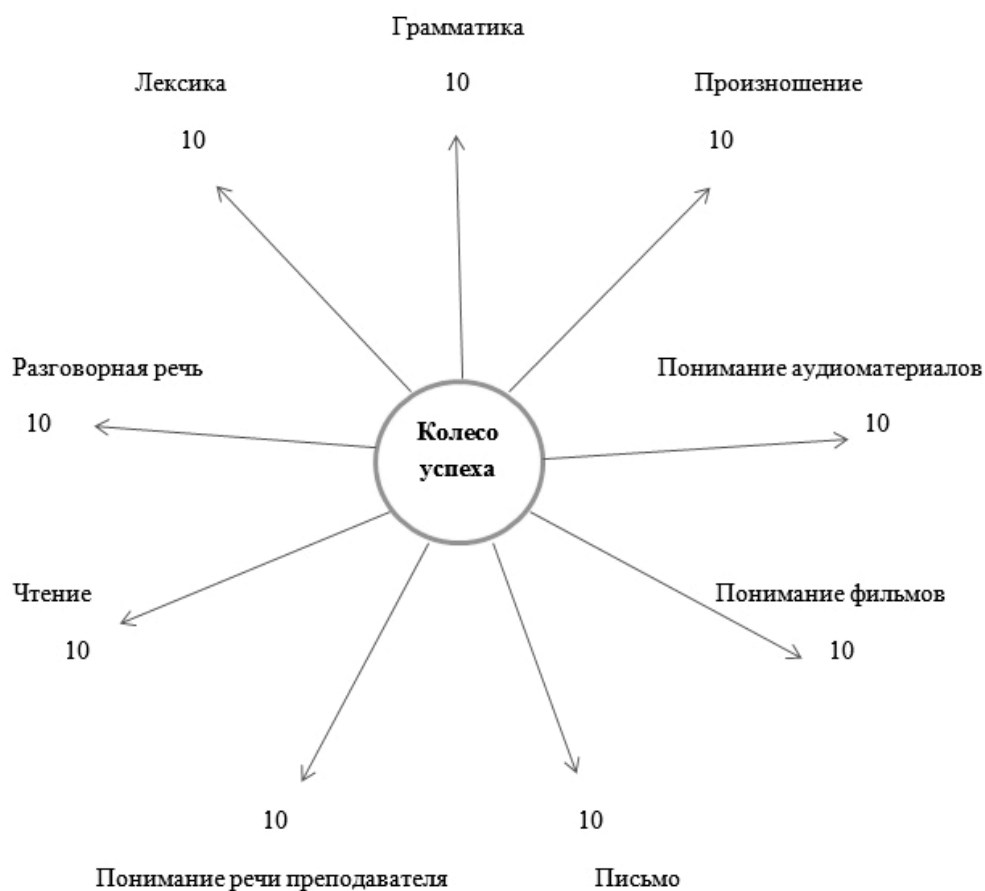 Грамматика
10
Лексика
10
Произношение
10
Разговорная речь
10
Колесо
успеха
Понимание аудиоматериалов
10
Чтение
10
Понимание фильмов
10
10
Понимание речи преподавателя
10
Письмо